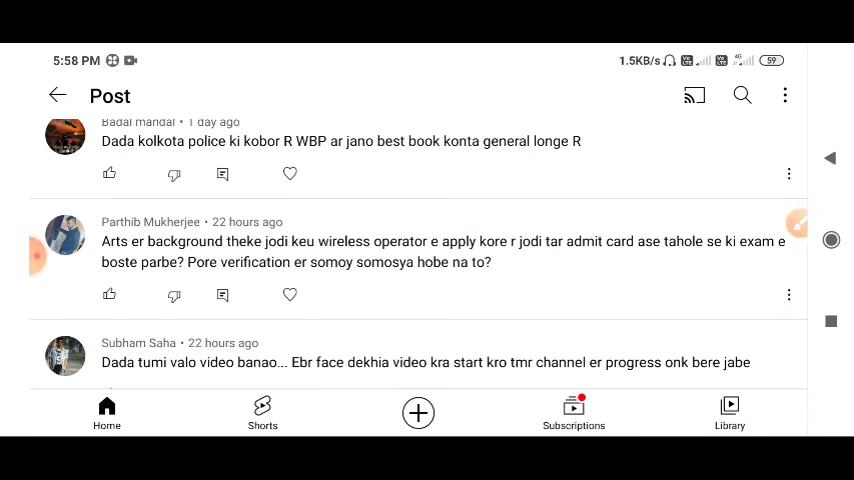 5:58 PM 1.5KB/s 4G 59
Post
Badal mandal • 1 day ago
Dada kolkota police ki kobor R WBP ar jano best book konta general longe R
Parthib Mukherjee • 22 hours ago
Arts er background theke jodi keu wireless operator e apply kore r jodi tar admit card ase tahole se ki exam e
boste parbe? Pore verification er somoy somosya hobe na to?
Subham Saha • 22 hours ago
Dada tumi valo video banao... Ebr face dekhia video kra start kro tmr channel er progress onk bere jabe
Home Shorts Subscriptions Library